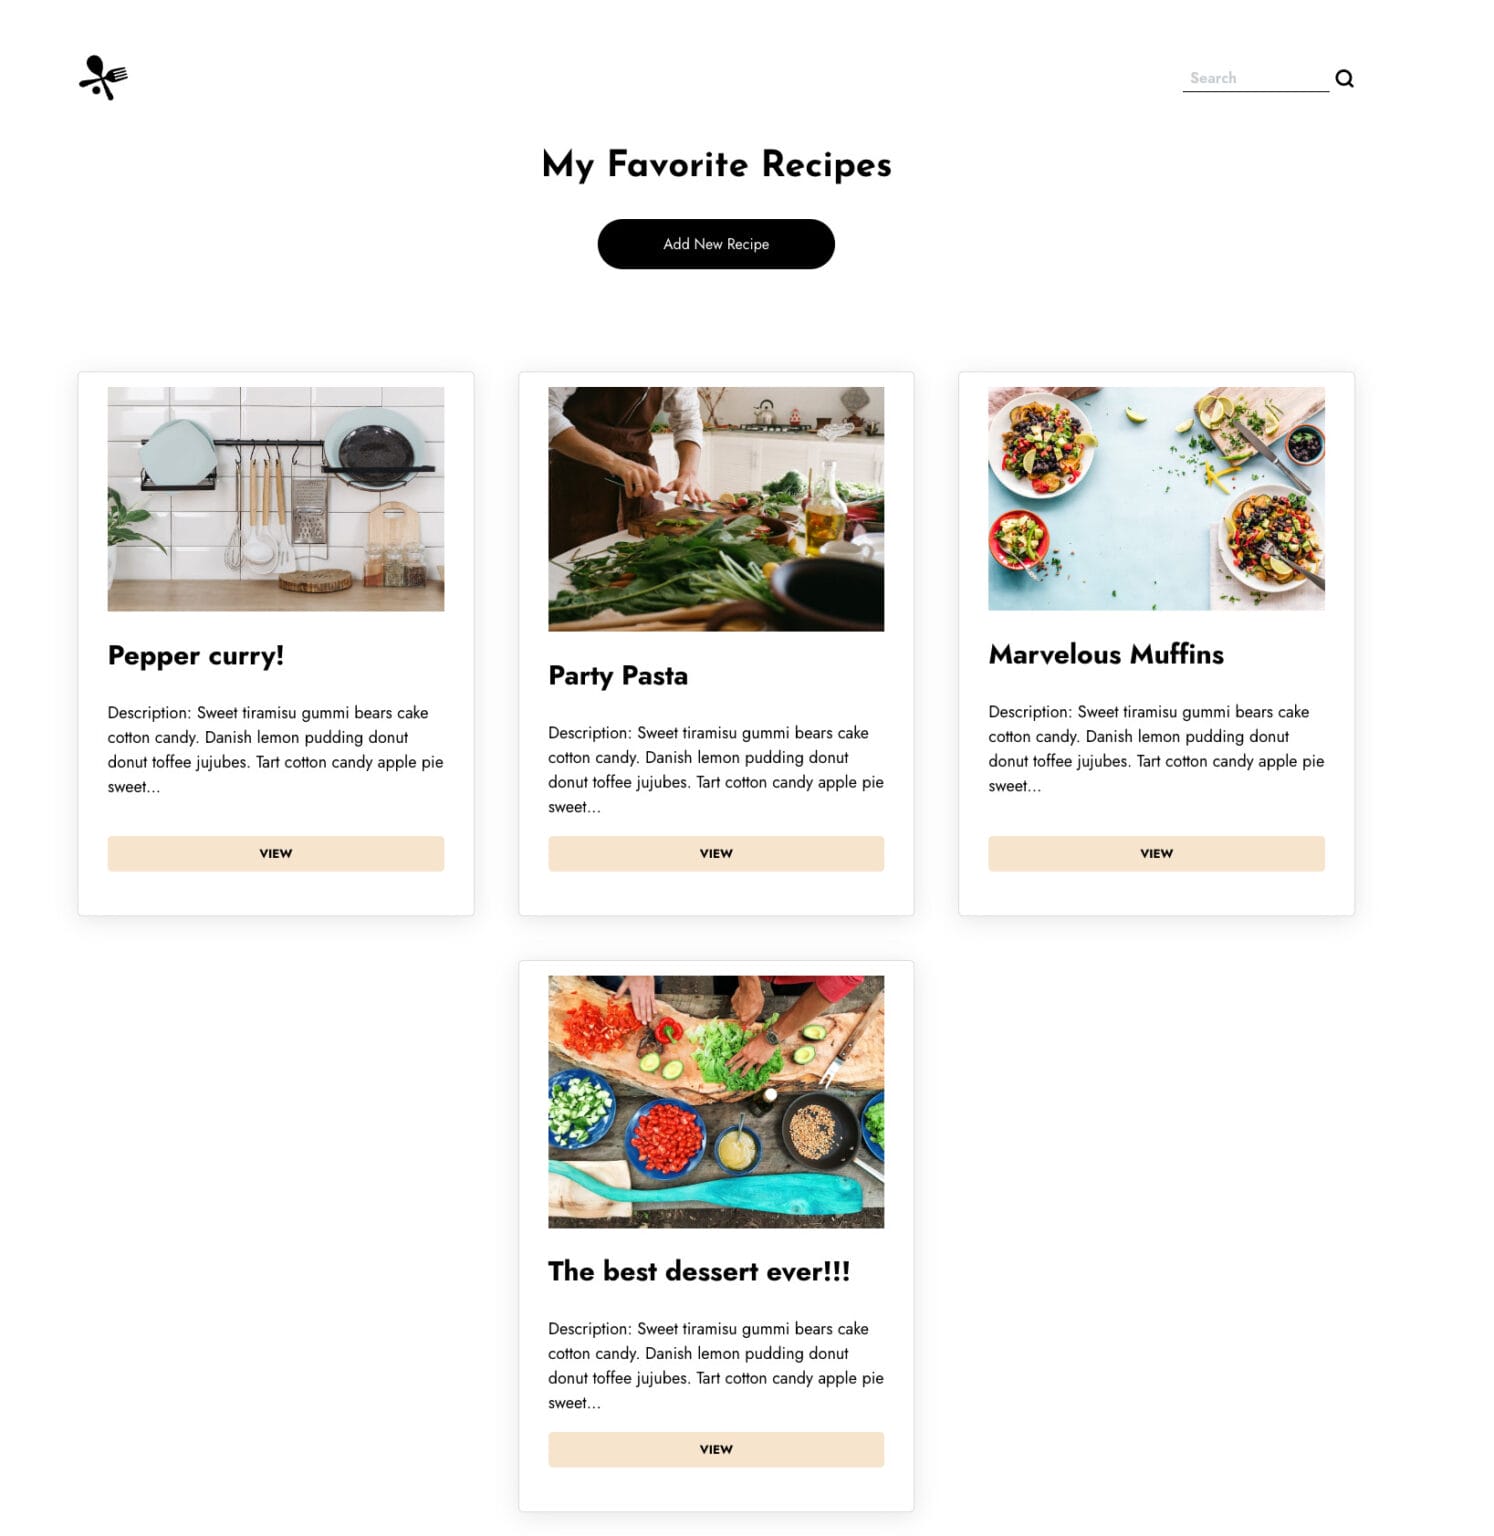 Search
My Favorite Recipes
Add New Recipe
Pepper curry!
Description: Sweet tiramisu gummi bears cake
cotton candy. Danish lemon pudding donut
donut toffee jujubes. Tart cotton candy apple pie
sweet...
VIEW
Party Pasta
Description: Sweet tiramisu gummi bears cake
cotton candy. Danish lemon pudding donut
donut toffee jujubes. Tart cotton candy apple pie
sweet...
VIEW
Marvelous Muffins
Description: Sweet tiramisu gummi bears cake
cotton candy. Danish lemon pudding donut
donut toffee jujubes. Tart cotton candy apple pie
sweet...
VIEW
The best dessert ever!!!
Description: Sweet tiramisu gummi bears cake
cotton candy. Danish lemon pudding donut
donut toffee jujubes. Tart cotton candy apple pie
sweet...
VIEW